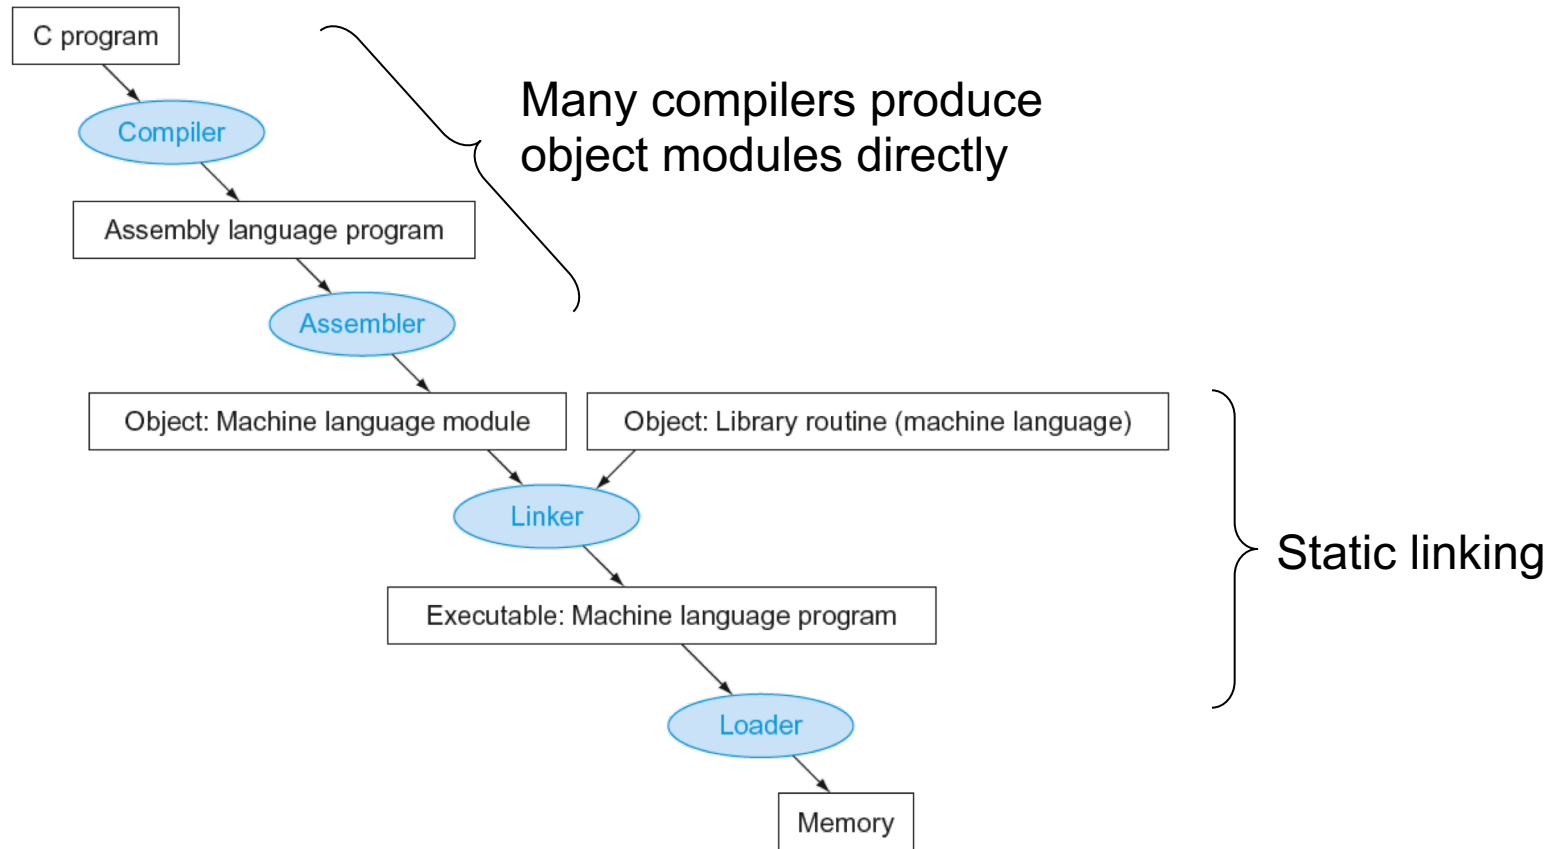 C program
Compiler
Many compilers produce
object modules directly
Assembly language program
Assembler
Object: Machine language module
Object: Library routine (machine language)
Linker
Static linking
Executable: Machine language program
Loader
Memory